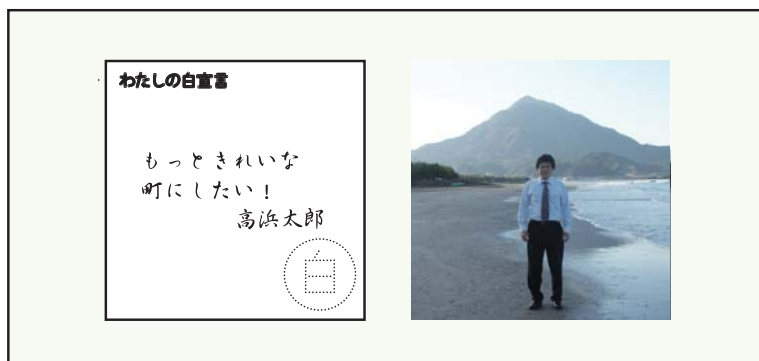 わたしの白宣言
もっときれいな
町にしたい！
高浜太郎
白